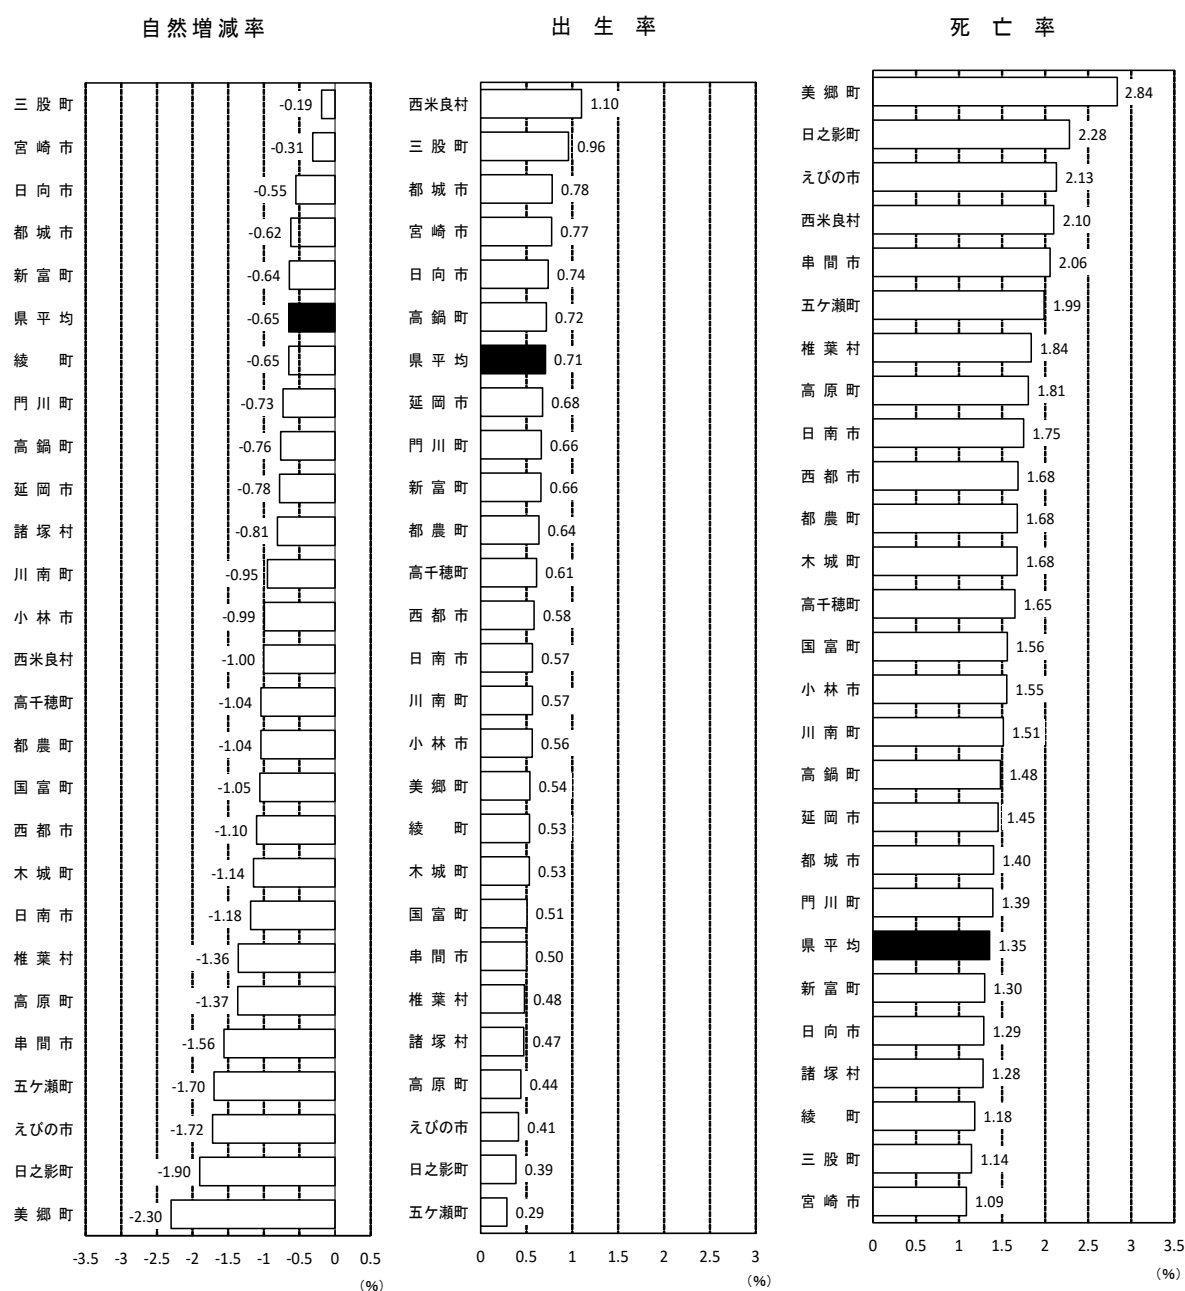 自然増減率
三股町 -0.19
宮崎市 -0.31
日向市 -0.55
都城市 -0.62
新富町 -0.64
県平均 -0.65
綾　町 -0.65
門川町 -0.73
高鍋町 -0.76
延岡市 -0.78
諸塚村 -0.81
川南町 -0.95
小林市 -0.99
西米良村 -1.00
高千穂町 -1.04
都農町 -1.04
国富町 -1.05
西都市 -1.10
木城町 -1.14
日南市 -1.18
椎葉村 -1.36
高原町 -1.37
串間市 -1.56
五ケ瀬町 -1.70
えびの市 -1.72
日之影町 -1.90
美郷町 -2.30
-3.5 -3 -2.5 -2 -1.5 -1 -0.5 0 0.5
(%)
出生率
西米良村 1.10
三股町 0.96
都城市 0.78
宮崎市 0.77
日向市 0.74
高鍋町 0.72
県平均 0.71
延岡市 0.68
門川町 0.66
新富町 0.66
都農町 0.64
高千穂町 0.61
西都市 0.58
日南市 0.57
川南町 0.57
小林市 0.56
美郷町 0.54
綾　町 0.53
木城町 0.53
国富町 0.51
串間市 0.50
椎葉村 0.48
諸塚村 0.47
高原町 0.44
えびの市 0.41
日之影町 0.39
五ケ瀬町 0.29
0 0.5 1 1.5 2 2.5 3
(%)
死亡率
美郷町 2.84
日之影町 2.28
えびの市 2.13
西米良村 2.10
串間市 2.06
五ケ瀬町 1.99
椎葉村 1.84
高原町 1.81
日南市 1.75
西都市 1.68
都農町 1.68
木城町 1.68
高千穂町 1.65
国富町 1.56
小林市 1.55
川南町 1.51
高鍋町 1.48
延岡市 1.45
都城市 1.40
門川町 1.39
県平均 1.35
新富町 1.30
日向市 1.29
諸塚村 1.28
綾　町 1.18
三股町 1.14
宮崎市 1.09
0 0.5 1 1.5 2 2.5 3 3.5
(%)